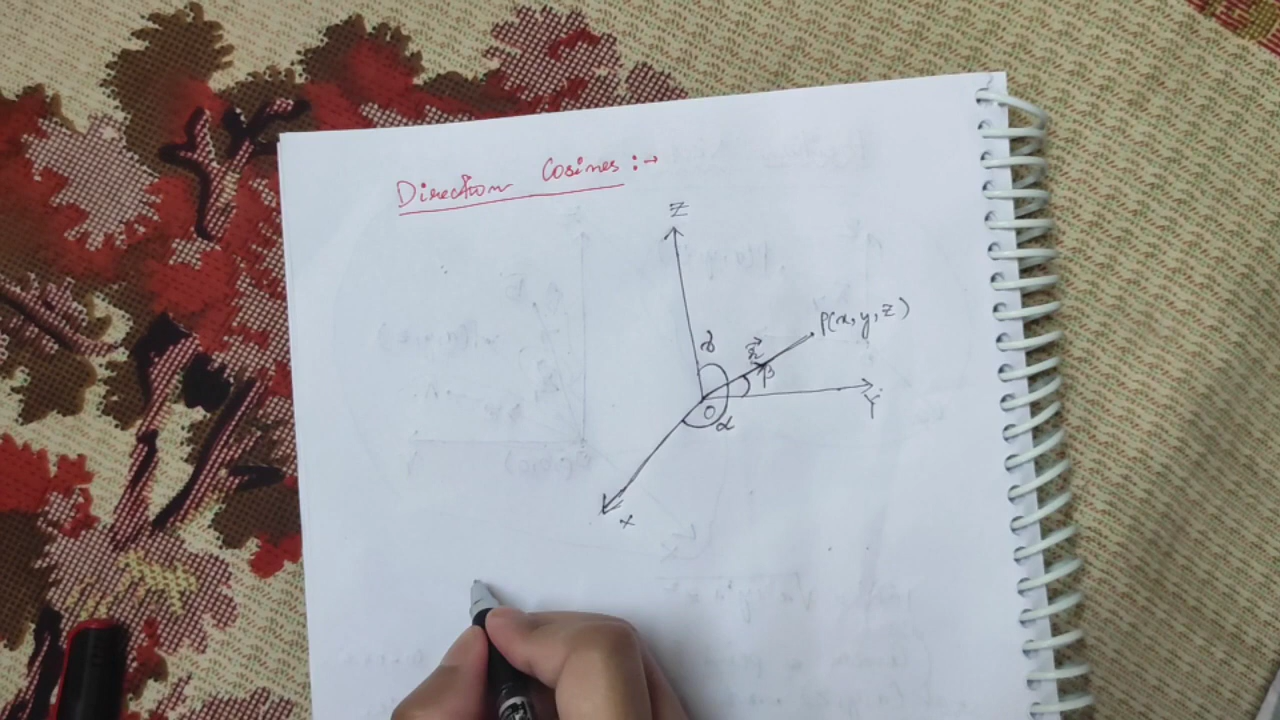 Direction Cosines :→
Z
P(x, y, z)
γ
r⃗
β
Y
O
α
X